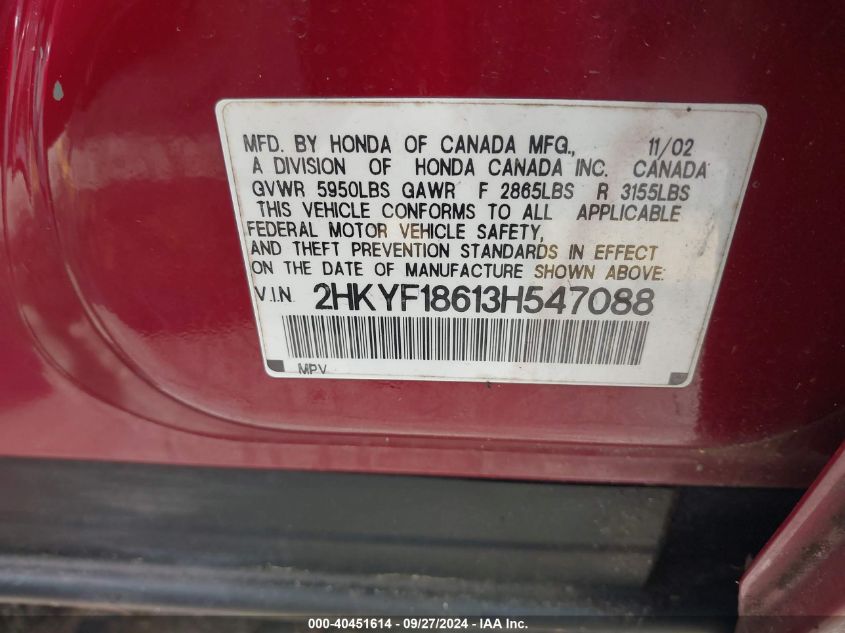 MFD. BY HONDA OF CANADA MFG., 11/02
A DIVISION OF HONDA CANADA INC. CANADA
GVWR 5950LBS GAWR F 2865LBS R 3155LBS
THIS VEHICLE CONFORMS TO ALL APPLICABLE
FEDERAL MOTOR VEHICLE SAFETY,
AND THEFT PREVENTION STANDARDS IN EFFECT
ON THE DATE OF MANUFACTURE SHOWN ABOVE.
V.I.N. 2HKYF18613H547088
MPV
000-40451614 - 09/27/2024 - IAA Inc.